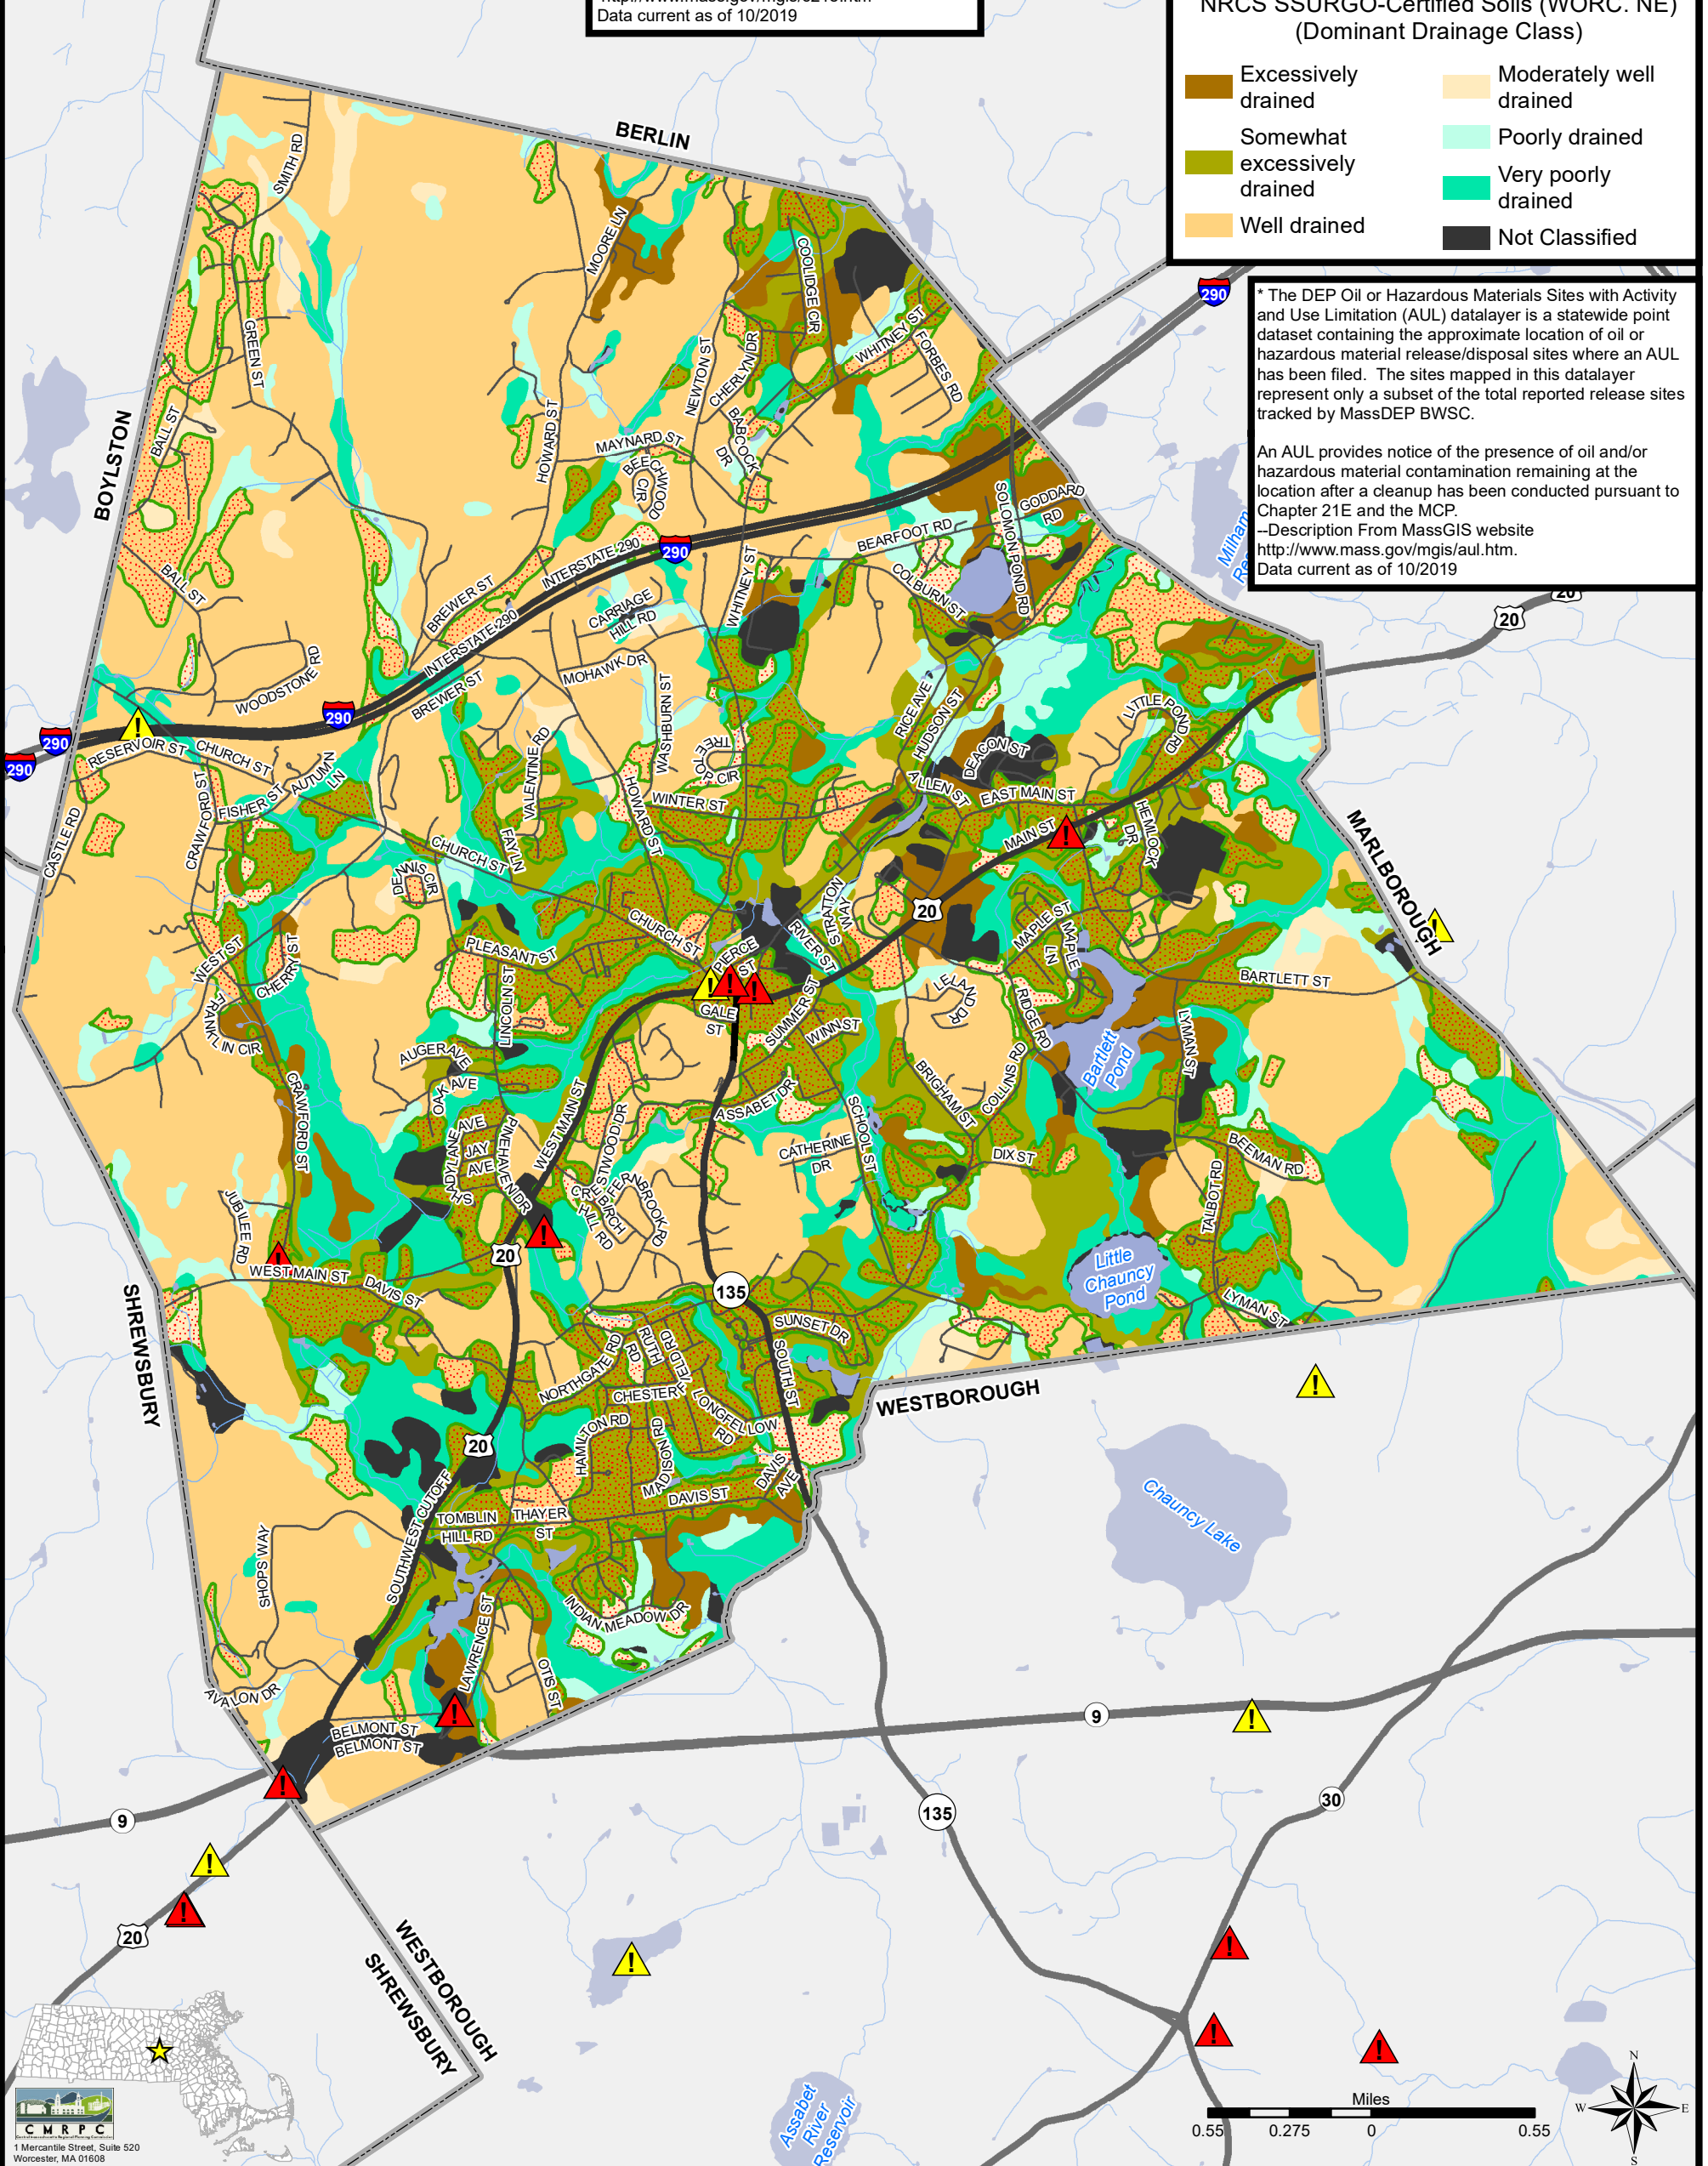 Data current as of 10/2019
NRCS SSURGO-Certified Soils (WORC. NE)
(Dominant Drainage Class)
Excessively
drained
Somewhat
excessively
drained
Well drained
Moderately well
drained
Poorly drained
Very poorly
drained
Not Classified
* The DEP Oil or Hazardous Materials Sites with Activity
and Use Limitation (AUL) datalayer is a statewide point
dataset containing the approximate location of oil or
hazardous material release/disposal sites where an AUL
has been filed.  The sites mapped in this datalayer
represent only a subset of the total reported release sites
tracked by MassDEP BWSC.
An AUL provides notice of the presence of oil and/or
hazardous material contamination remaining at the
location after a cleanup has been conducted pursuant to
Chapter 21E and the MCP.
--Description From MassGIS website
http://www.mass.gov/mgis/aul.htm.
Data current as of 10/2019
BERLIN
SMITH RD
MOORE LN
COOLIDGE CIR
290
GREEN ST
WHITNEY ST
FORBES RD
NEWTON ST
CHERLYN DR
BOYLSTON
BALL ST
HOWARD ST
MAYNARD ST
BABCOCK
DR
BEECHWOOD
CIR
SOLOMON POND RD
GODDARD
RD
BEARFOOT RD
Milham
INTERSTATE 290
290
COLBURN ST
WHITNEY ST
BALL ST
BREWER ST
CARRIAGE
HILL RD
20
20
INTERSTATE 290
WOODSTONE RD
MOHAWK DR
BREWER ST
WASHBURN ST
RICE AVE
HUDSON ST
LITTLE POND RD
290
290
290
RESERVOIR ST
CHURCH ST
AUTUMN
LN
VALENTINE RD
TREE
TOP CIR
DEACON ST
ALLEN ST
EAST MAIN ST
CRAWFORD ST
FISHER ST
HOWARD ST
WINTER ST
CASTLE RD
MAIN ST
HEMLOCK
DR
MARLBOROUGH
FAY LN
CHURCH ST
DENNIS CIR
20
STRATTON
WAY
CHURCH ST
RIVER ST
MAPLE ST
MAPLE
LN
WEST ST
CHERRY ST
PLEASANT ST
PIERCE
ST
BARTLETT ST
LINCOLN ST
GALE
ST
SUMMER ST
WINN ST
LELAND
DR
RIDGE RD
FRANKLIN CIR
LYMAN ST
Bartlett
Pond
AUGER AVE
OAK AVE
CRAWFORD ST
WEST MAIN ST
ASSABET DR
BRIGHAM ST
COLLINS RD
SCHOOL ST
LADYLANE AVE
JAY
AVE
PINEHAVEN DR
CRESTWOOD DR
CATHERINE
DR
DIX ST
BEEMAN RD
TALBOT RD
FERNBROOK RD
BIRCH
HILL RD
JUBILEE RD
20
WEST MAIN ST
DAVIS ST
135
Little
Chauncy
Pond
LYMAN ST
SHREWSBURY
SUNSET DR
NORTHGATE RD
RUTH
RD
SOUTH ST
CHESTER
LONGFELLOW
RD
WESTBOROUGH
20
HAMILTON RD
MADISON RD
DAVIS
AVE
DAVIS ST
Chauncy Lake
SOUTHWEST CUTOFF
TOMBLIN
HILL RD
THAYER
ST
SHOPS WAY
INDIAN MEADOW DR
LAWRENCE ST
OTIS ST
AVALON DR
BELMONT ST
BELMONT ST
9
9
30
135
20
WESTBOROUGH
SHREWSBURY
Assabet
River
Reservoir
CMRPC
1 Mercantile Street, Suite 520
Worcester, MA 01608
Miles
0.55 0.275 0 0.55
N
W E
S